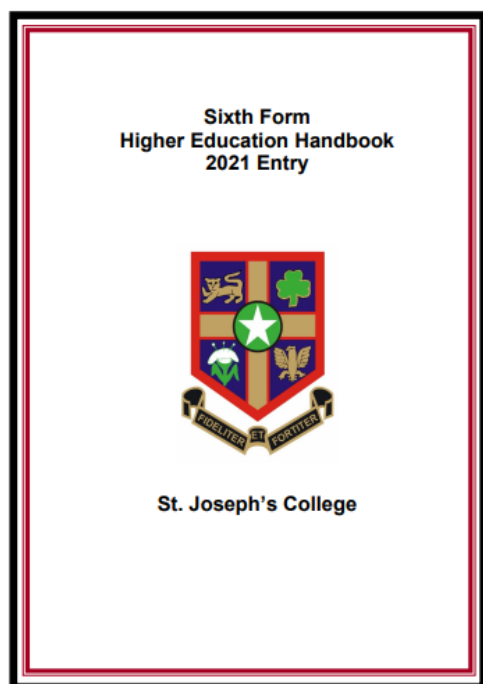 Sixth Form
Higher Education Handbook
2021 Entry
FIDELITER ET FORTITER
St. Joseph's College